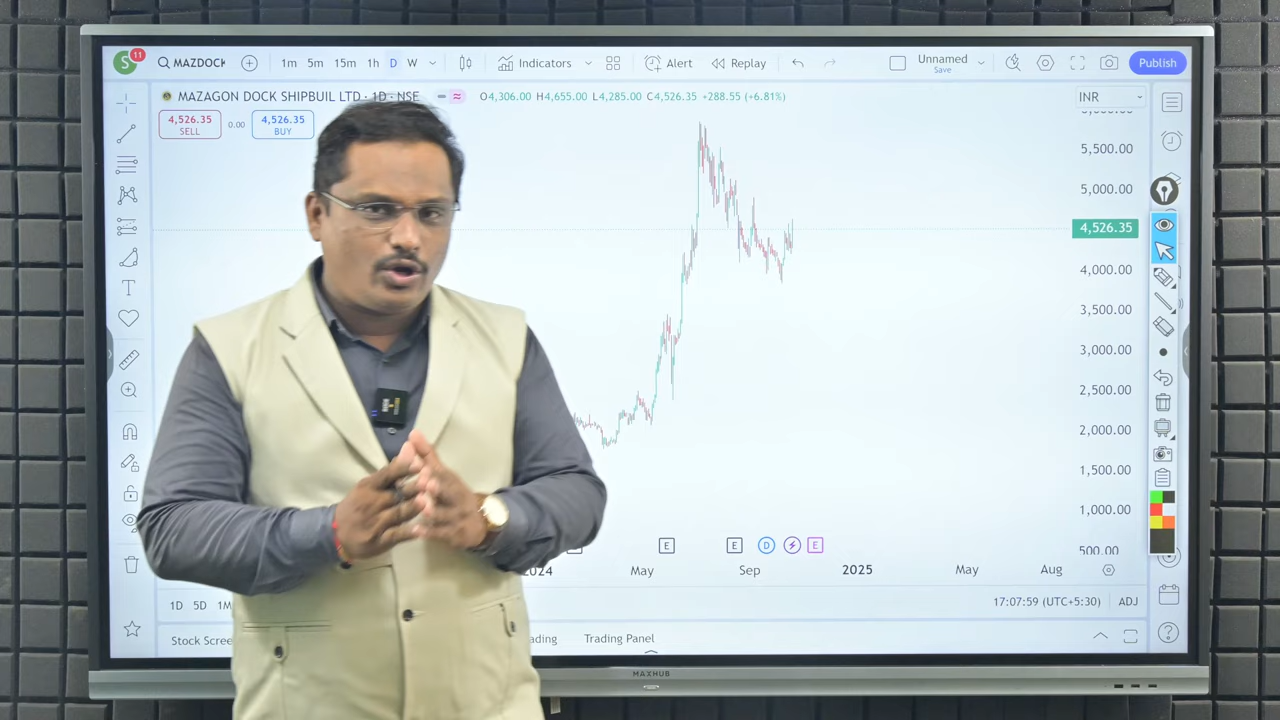 S 11 MAZDOCK 1m 5m 15m 1h D W Indicators Alert Replay Unnamed Save Publish
MAZAGON DOCK SHIPBUIL LTD · 1D · NSE O4,306.00 H4,655.00 L4,285.00 C4,526.35 +288.55 (+6.81%) INR
4,526.35 SELL 0.00 4,526.35 BUY
5,500.00
5,000.00
4,526.35
4,000.00
3,500.00
3,000.00
2,500.00
2,000.00
1,500.00
1,000.00
E E D E
500.00
2024 May Sep 2025 May Aug
1D 5D 1M 17:07:59 (UTC+5:30) ADJ
Stock Scree ading Trading Panel
MAXHUB